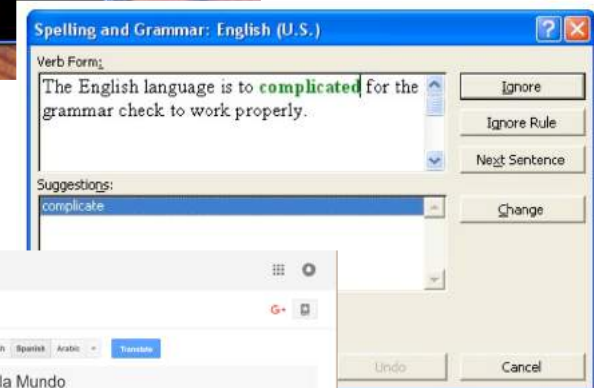 Spelling and Grammar: English (U.S.)
Verb Form:
The English language is to complicated for the
grammar check to work properly.
Ignore
Ignore Rule
Next Sentence
Suggestions:
complicate
Change
G+
Spanish Arabic Translate
la Mundo
Undo
Cancel